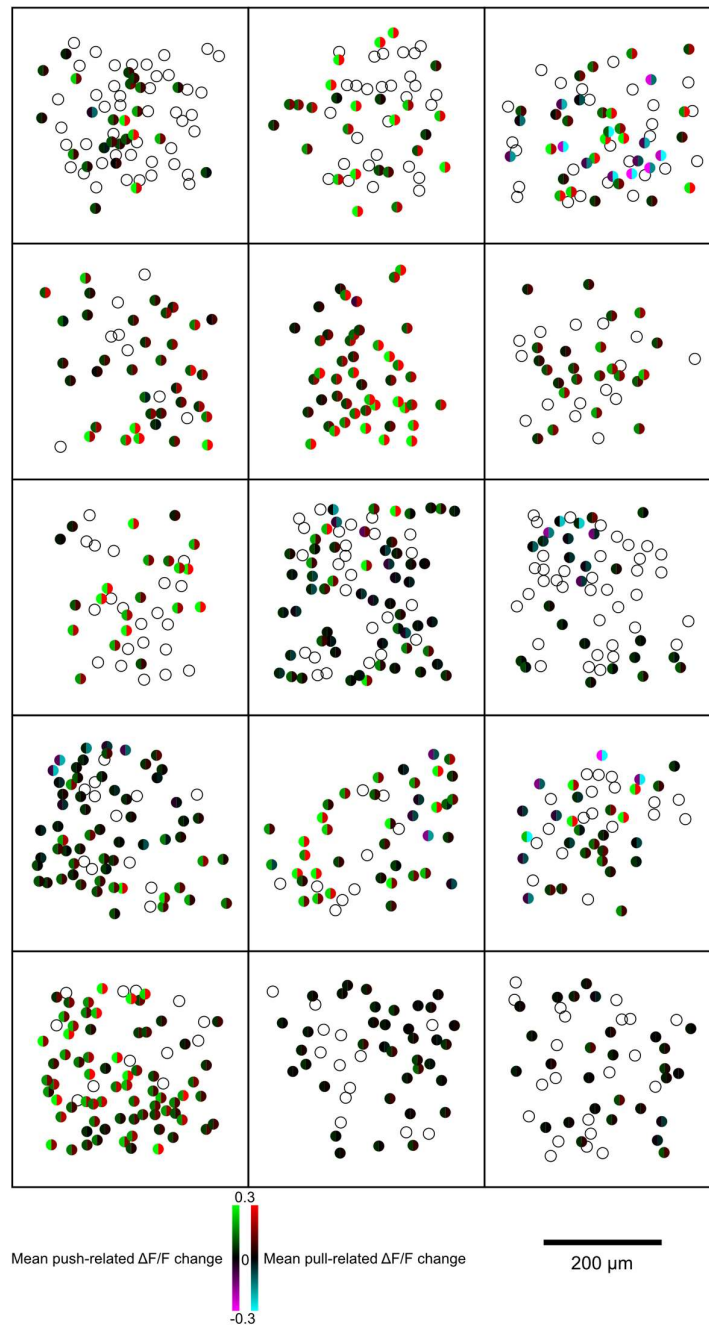 0.3
Mean push-related ΔF/F change
0
Mean pull-related ΔF/F change
-0.3
200 µm